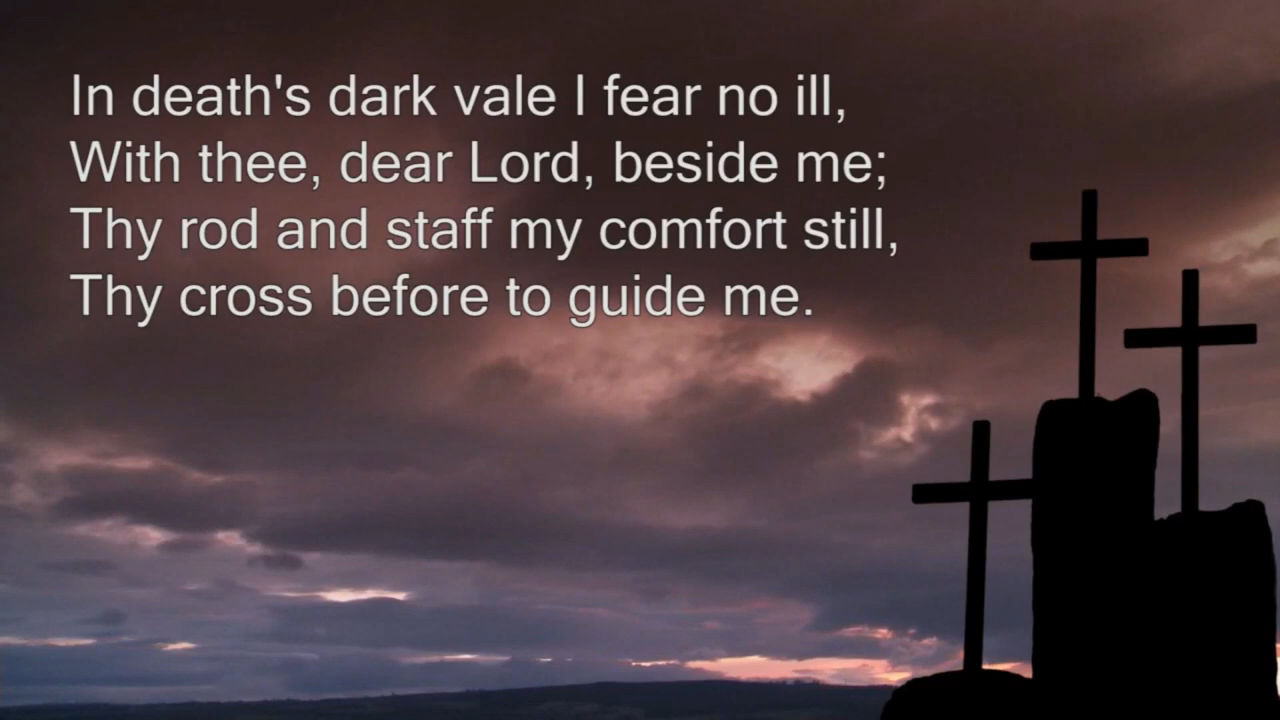 In death's dark vale I fear no ill,
With thee, dear Lord, beside me;
Thy rod and staff my comfort still,
Thy cross before to guide me.